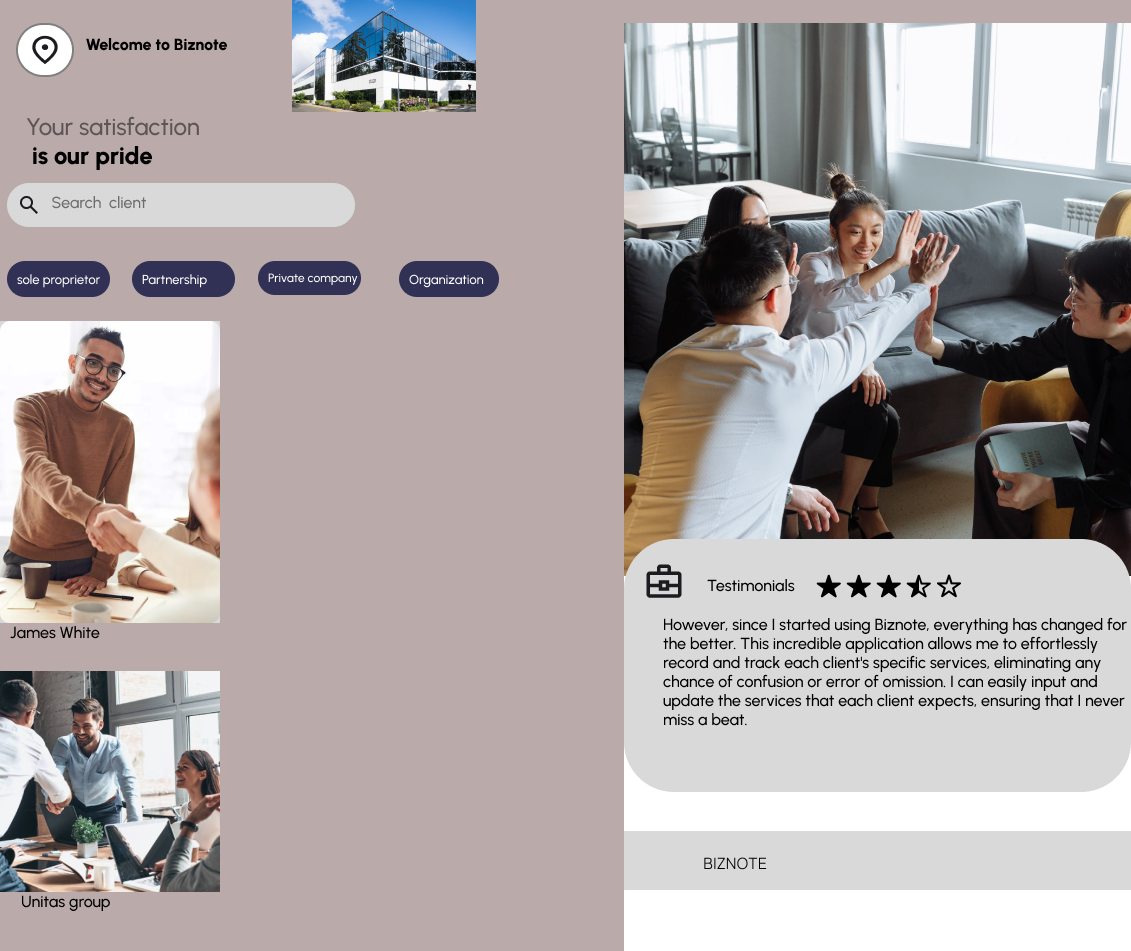 Welcome to Biznote
Your satisfaction
is our pride
Search client
sole proprietor
Partnership
Private company
Organization
James White
Unitas group
Testimonials
However, since I started using Biznote, everything has changed for
the better. This incredible application allows me to effortlessly
record and track each client's specific services, eliminating any
chance of confusion or error of omission. I can easily input and
update the services that each client expects, ensuring that I never
miss a beat.
BIZNOTE